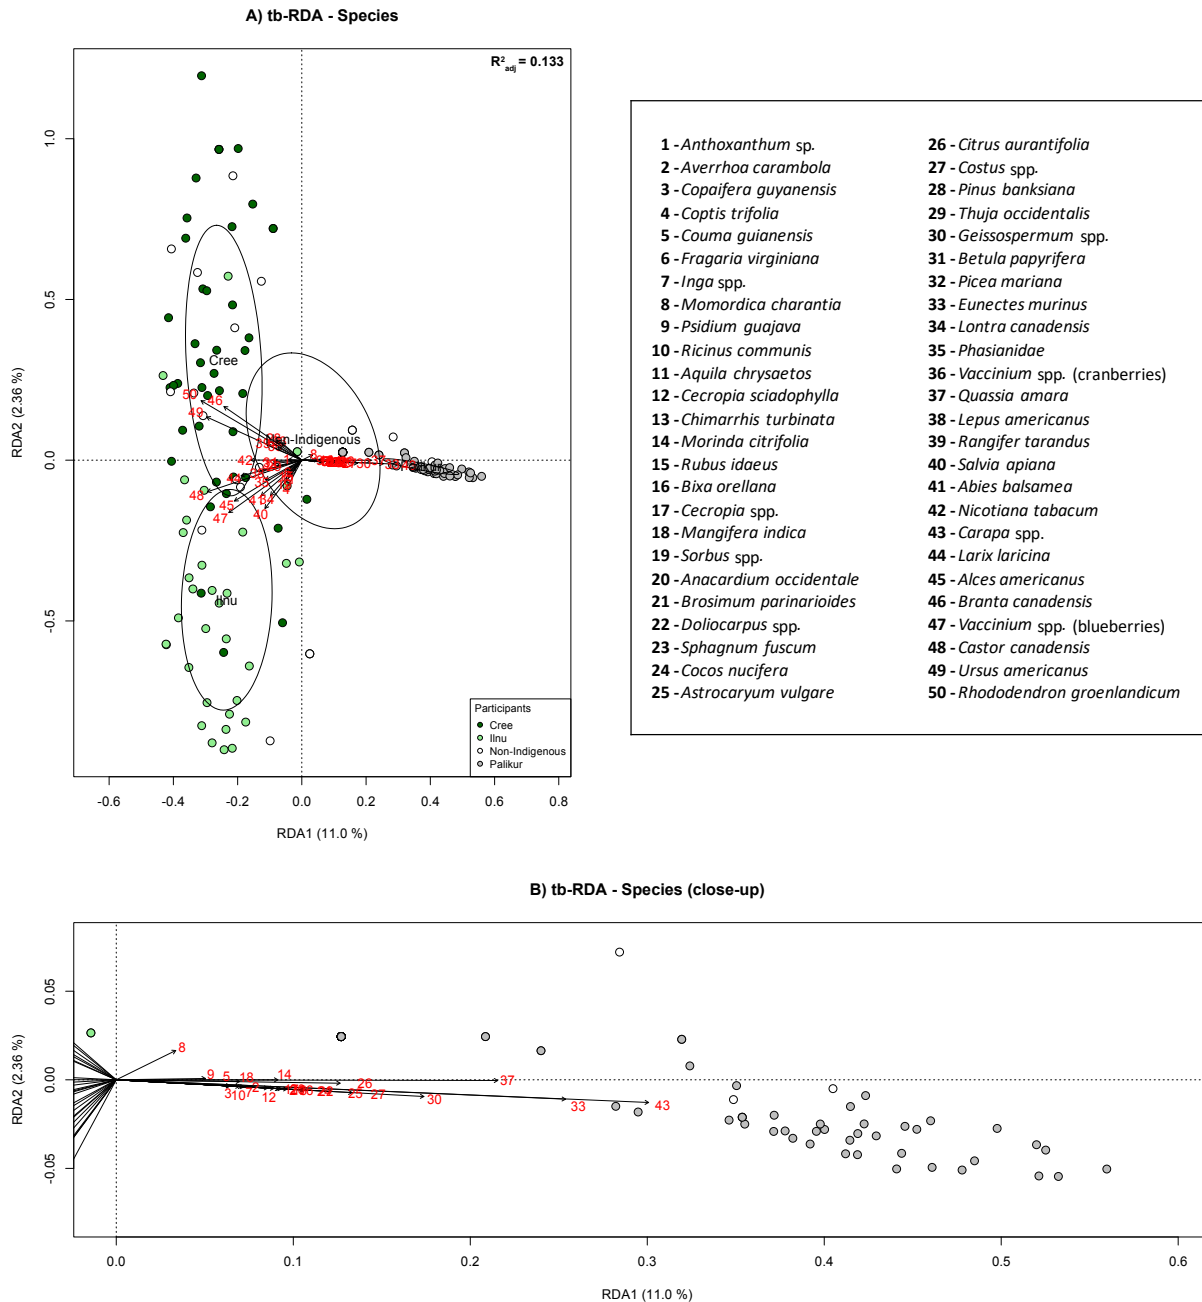 A) tb-RDA - Species
R²adj = 0.133
1.0
0.5
0.0
-0.5
RDA2 (2.36 %)
Cree
50
46
49
Non-Indigenous
42
48
45
47
41
34
40
8
Ilnu
Participants
Cree
Ilnu
Non-Indigenous
Palikur
-0.6 -0.4 -0.2 0.0 0.2 0.4 0.6 0.8
RDA1 (11.0 %)
1 - Anthoxanthum sp.
2 - Averrhoa carambola
3 - Copaifera guyanensis
4 - Coptis trifolia
5 - Couma guianensis
6 - Fragaria virginiana
7 - Inga spp.
8 - Momordica charantia
9 - Psidium guajava
10 - Ricinus communis
11 - Aquila chrysaetos
12 - Cecropia sciadophylla
13 - Chimarrhis turbinata
14 - Morinda citrifolia
15 - Rubus idaeus
16 - Bixa orellana
17 - Cecropia spp.
18 - Mangifera indica
19 - Sorbus spp.
20 - Anacardium occidentale
21 - Brosimum parinarioides
22 - Doliocarpus spp.
23 - Sphagnum fuscum
24 - Cocos nucifera
25 - Astrocaryum vulgare
26 - Citrus aurantifolia
27 - Costus spp.
28 - Pinus banksiana
29 - Thuja occidentalis
30 - Geissospermum spp.
31 - Betula papyrifera
32 - Picea mariana
33 - Eunectes murinus
34 - Lontra canadensis
35 - Phasianidae
36 - Vaccinium spp. (cranberries)
37 - Quassia amara
38 - Lepus americanus
39 - Rangifer tarandus
40 - Salvia apiana
41 - Abies balsamea
42 - Nicotiana tabacum
43 - Carapa spp.
44 - Larix laricina
45 - Alces americanus
46 - Branta canadensis
47 - Vaccinium spp. (blueberries)
48 - Castor canadensis
49 - Ursus americanus
50 - Rhododendron groenlandicum
B) tb-RDA - Species (close-up)
0.05
0.00
-0.05
RDA2 (2.36 %)
8
9 5 18 14 26 37
3 10 7 2 12 25 27 30 33 43
0.0 0.1 0.2 0.3 0.4 0.5 0.6
RDA1 (11.0 %)